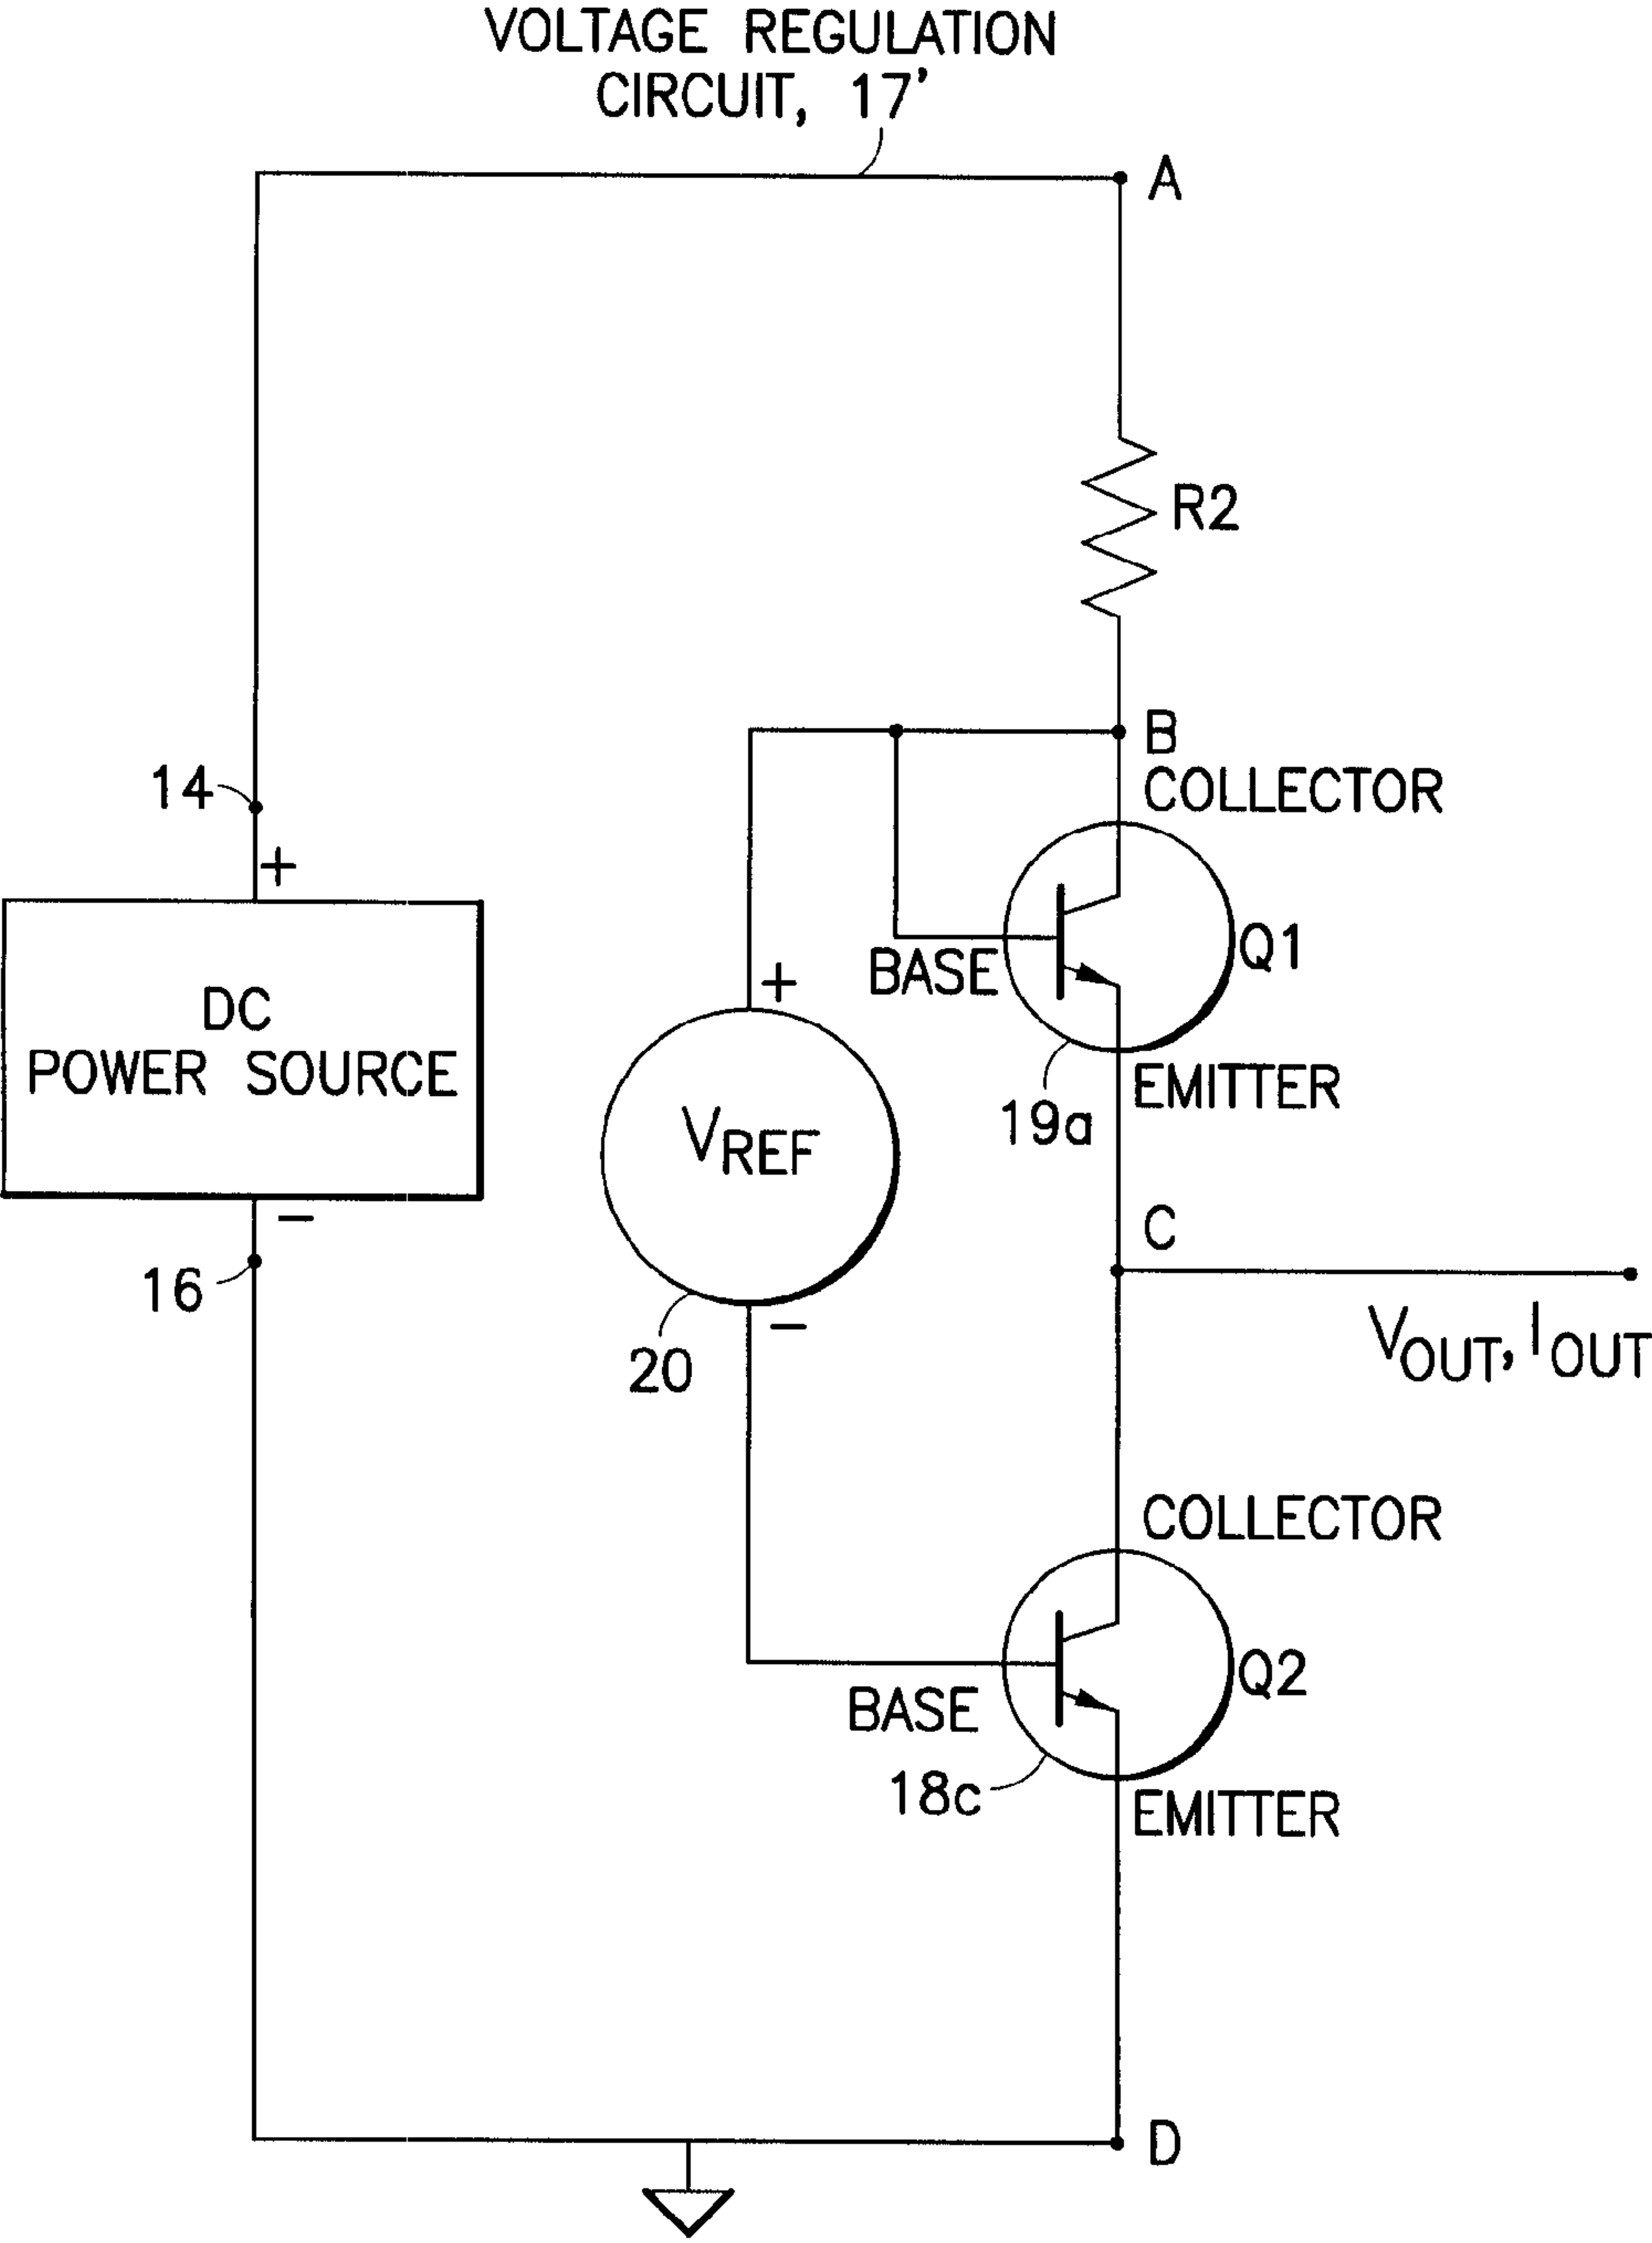 VOLTAGE REGULATION
CIRCUIT, 17'
A
R2
B
14
COLLECTOR
+
Q1
BASE
+
DC
POWER SOURCE
EMITTER
19a
VREF
−
C
16
−
20
VOUT, IOUT
COLLECTOR
Q2
BASE
18c
EMITTER
D